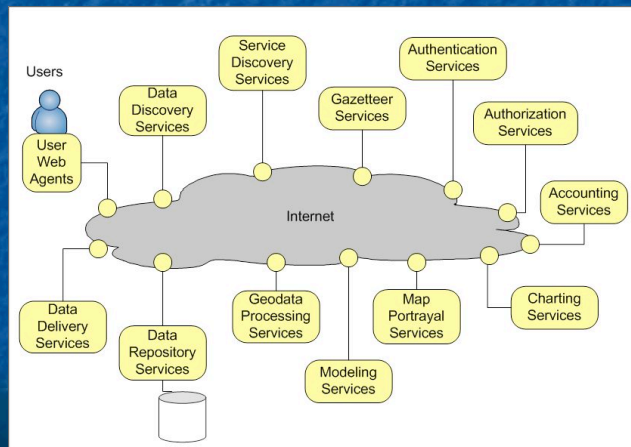 Users
User
Web
Agents
Data
Discovery
Services
Service
Discovery
Services
Gazetteer
Services
Authentication
Services
Authorization
Services
Accounting
Services
Internet
Data
Delivery
Services
Data
Repository
Services
Geodata
Processing
Services
Modeling
Services
Map
Portrayal
Services
Charting
Services